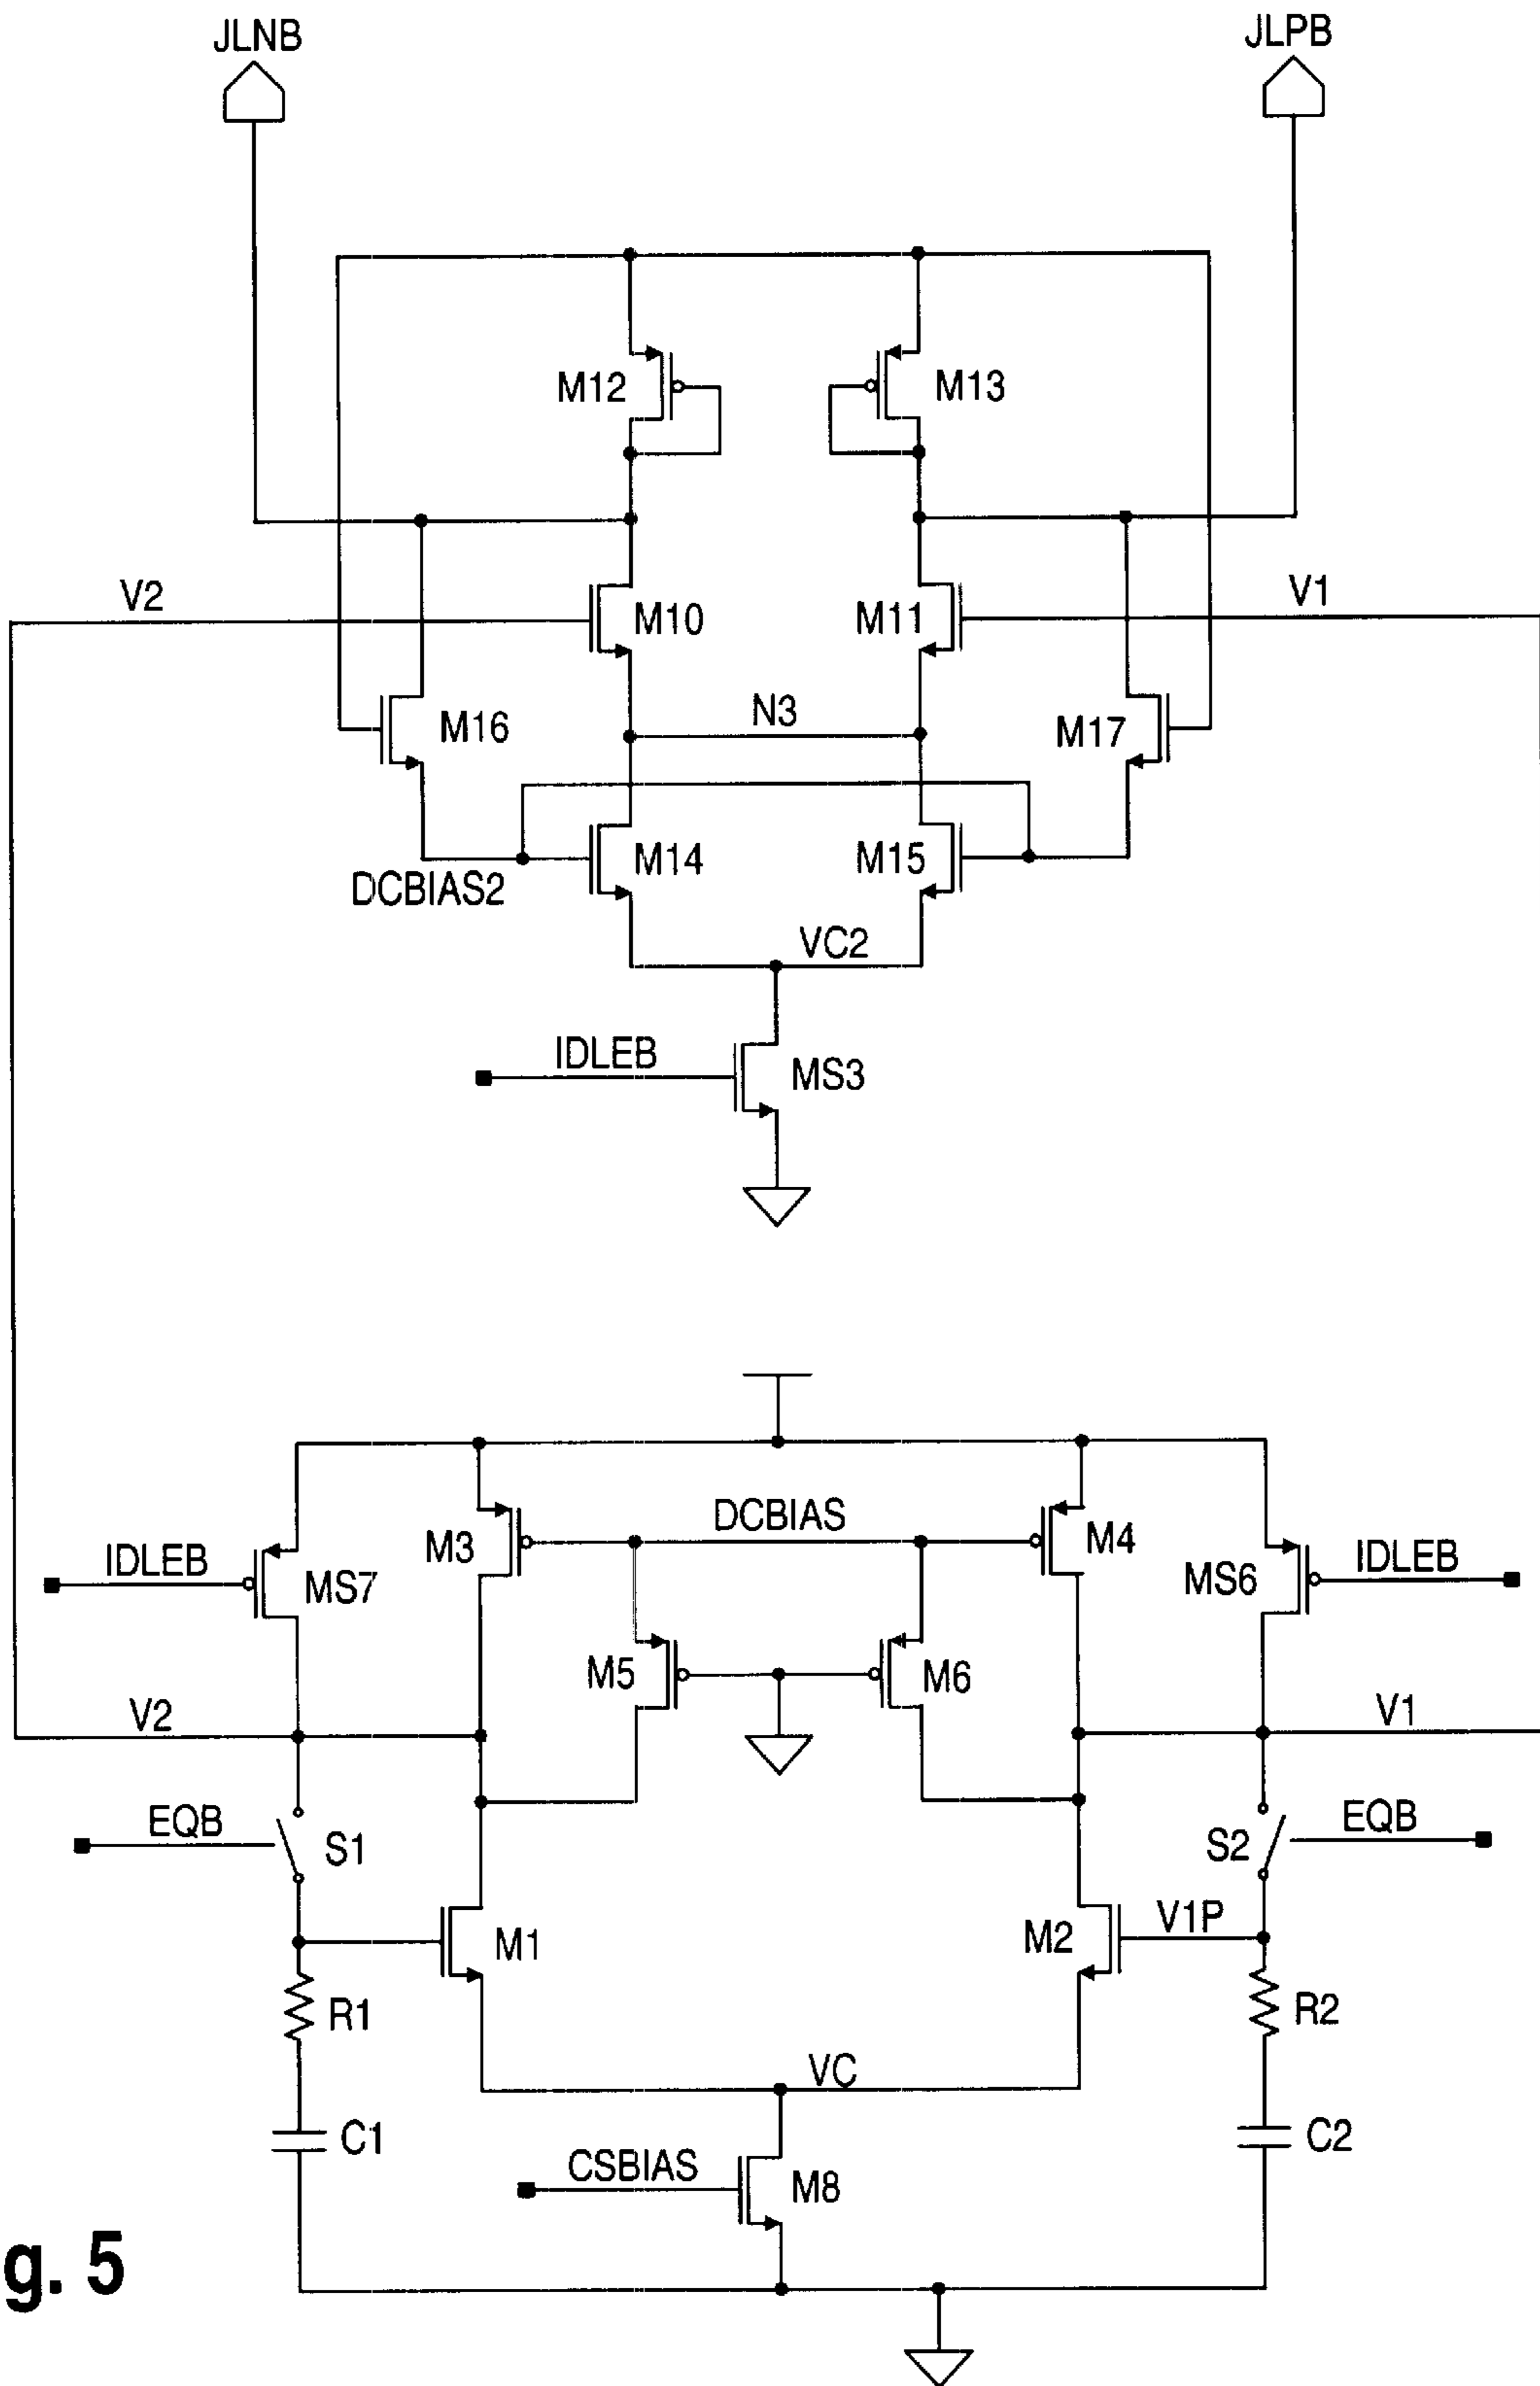 JLNB
JLPB
M12
M13
V2
M10
M11
V1
M16
N3
M17
M14
M15
DCBIAS2
VC2
IDLEB
MS3
DCBIAS
M3
M4
IDLEB
MS7
MS6
IDLEB
M5
M6
V2
V1
EQB
S1
S2
EQB
M1
M2
V1P
R1
R2
VC
C1
C2
CSBIAS
M8
g. 5